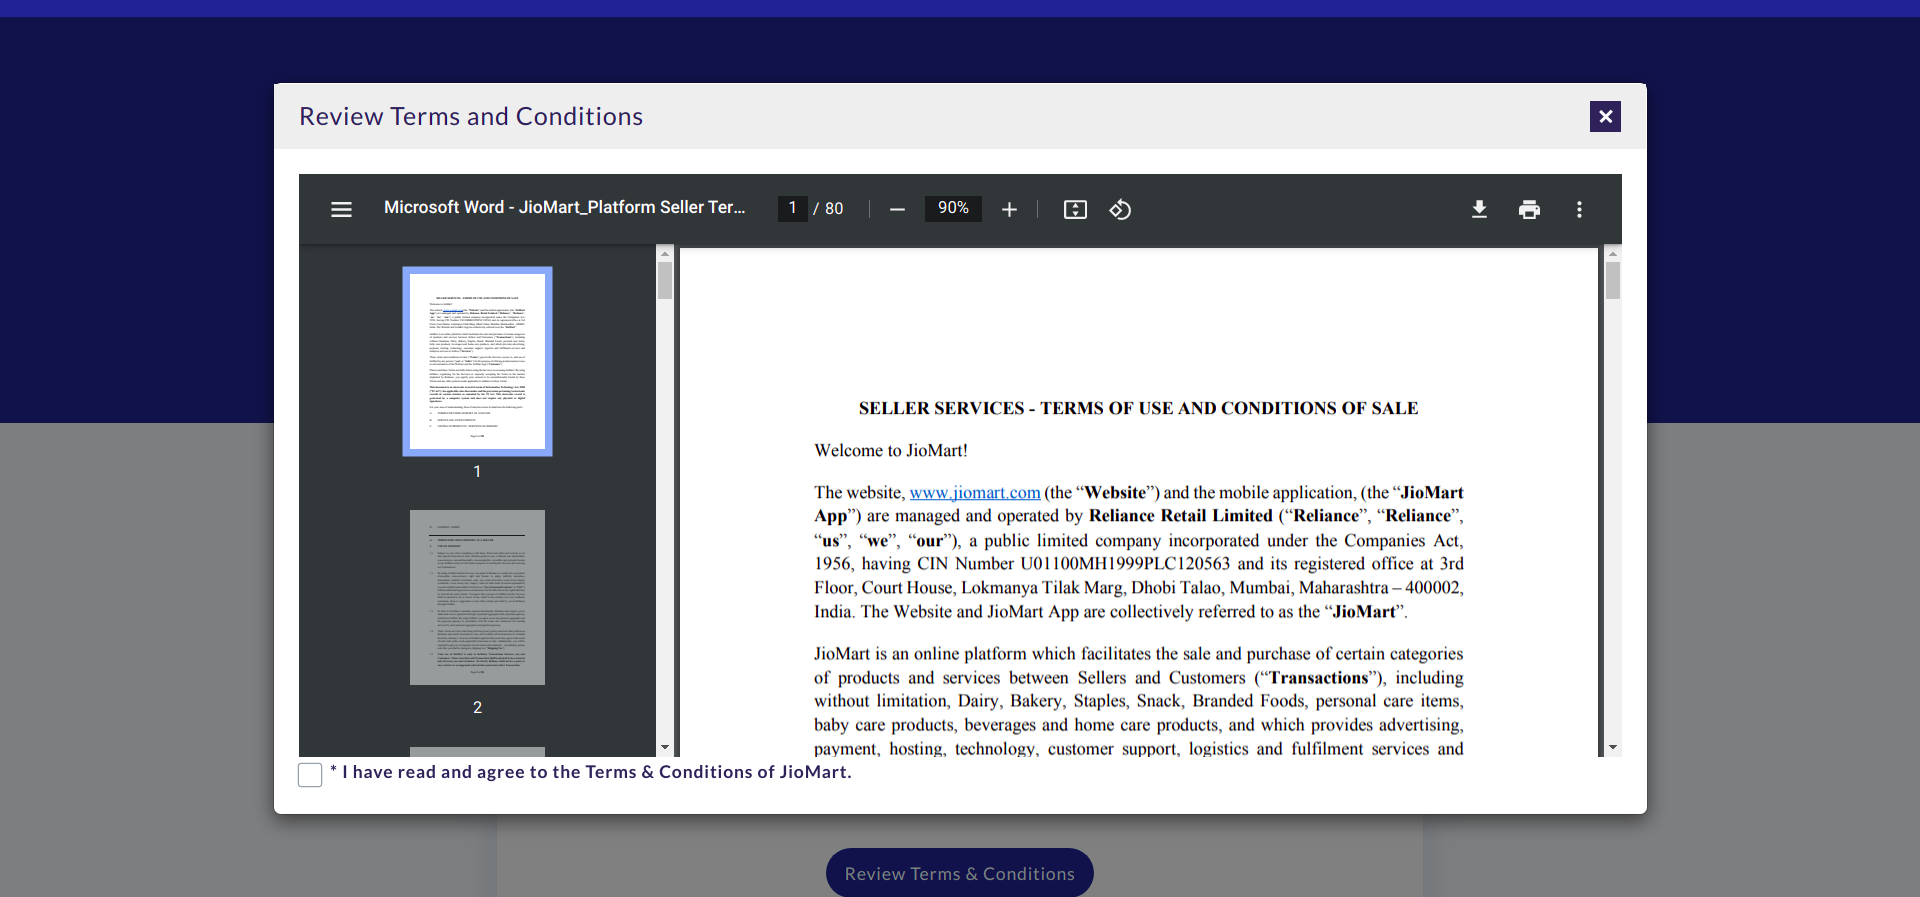 Review Terms and Conditions
Microsoft Word - JioMart_Platform Seller Ter...
1 / 80
90%
1
2
SELLER SERVICES - TERMS OF USE AND CONDITIONS OF SALE
Welcome to JioMart!
The website, www.jiomart.com (the “Website”) and the mobile application, (the “JioMart
App”) are managed and operated by Reliance Retail Limited (“Reliance”, “Reliance”,
“us”, “we”, “our”), a public limited company incorporated under the Companies Act,
1956, having CIN Number U01100MH1999PLC120563 and its registered office at 3rd
Floor, Court House, Lokmanya Tilak Marg, Dhobi Talao, Mumbai, Maharashtra – 400002,
India. The Website and JioMart App are collectively referred to as the “JioMart”.
JioMart is an online platform which facilitates the sale and purchase of certain categories
of products and services between Sellers and Customers (“Transactions”), including
without limitation, Dairy, Bakery, Staples, Snack, Branded Foods, personal care items,
baby care products, beverages and home care products, and which provides advertising,
payment, hosting, technology, customer support, logistics and fulfilment services and
* I have read and agree to the Terms & Conditions of JioMart.
Review Terms & Conditions